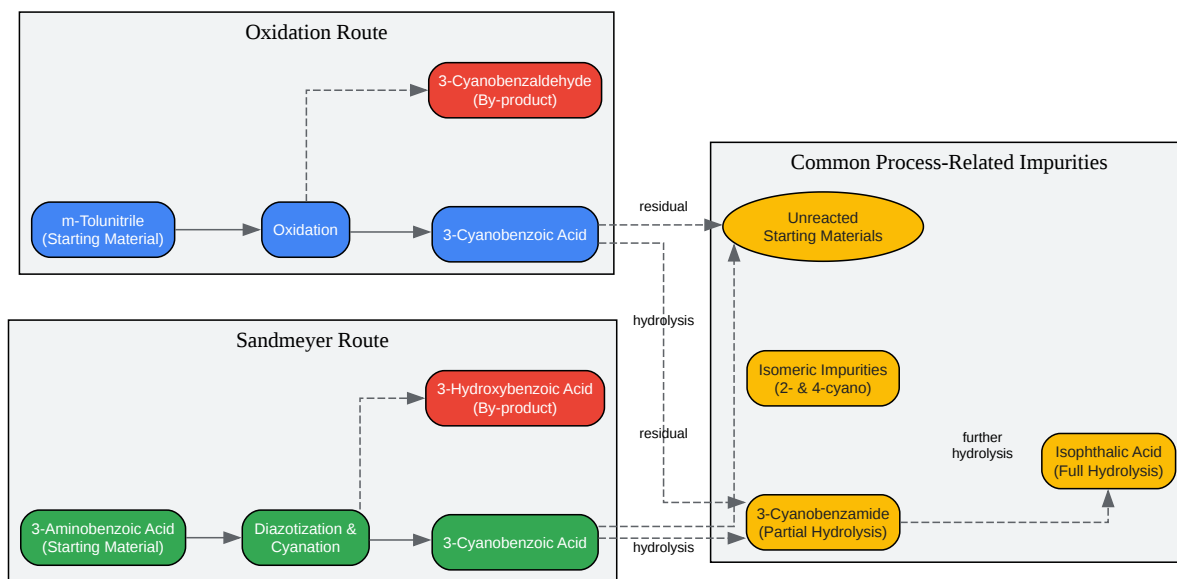 Oxidation Route
3-Cyanobenzaldehyde
(By-product)
m-Tolunitrile
(Starting Material)
Oxidation
3-Cyanobenzoic Acid
residual
hydrolysis
Common Process-Related Impurities
Unreacted
Starting Materials
Isomeric Impurities
(2- & 4-cyano)
further
hydrolysis
Isophthalic Acid
(Full Hydrolysis)
3-Cyanobenzamide
(Partial Hydrolysis)
Sandmeyer Route
3-Hydroxybenzoic Acid
(By-product)
3-Aminobenzoic Acid
(Starting Material)
Diazotization &
Cyanation
3-Cyanobenzoic Acid
residual
hydrolysis